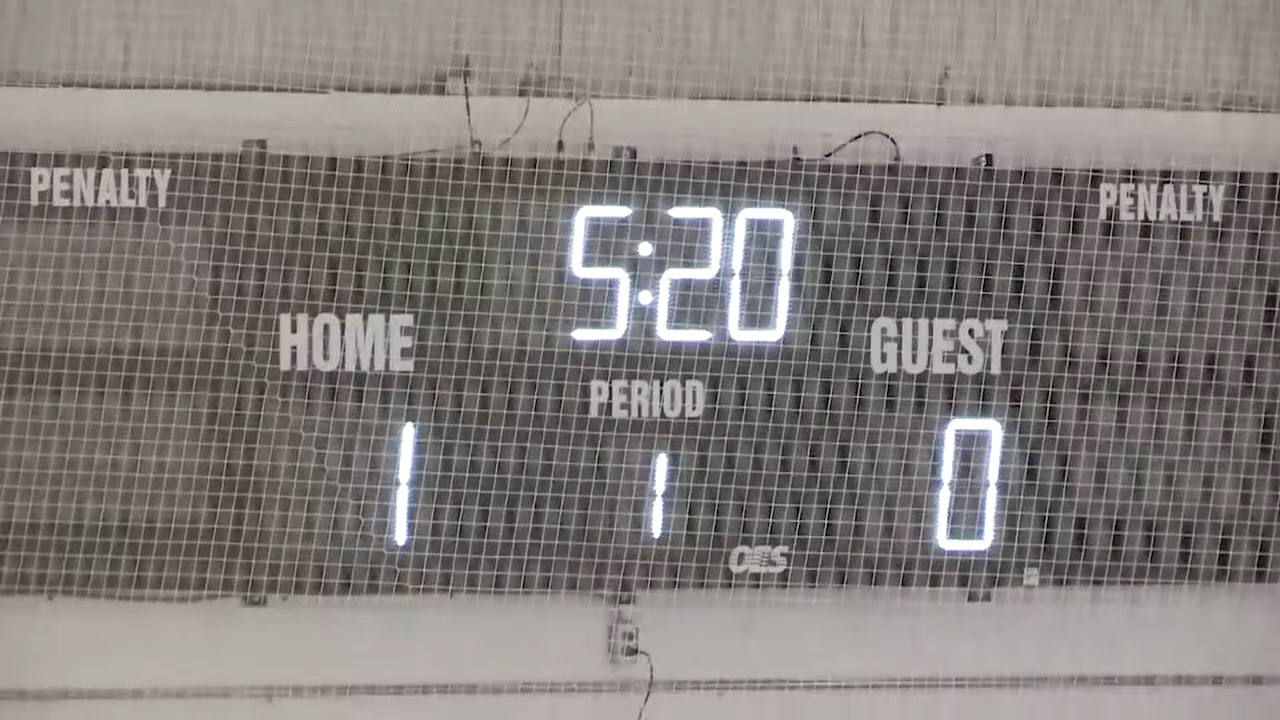 PENALTY PENALTY
5:20
HOME GUEST
PERIOD
1 1 0
OES